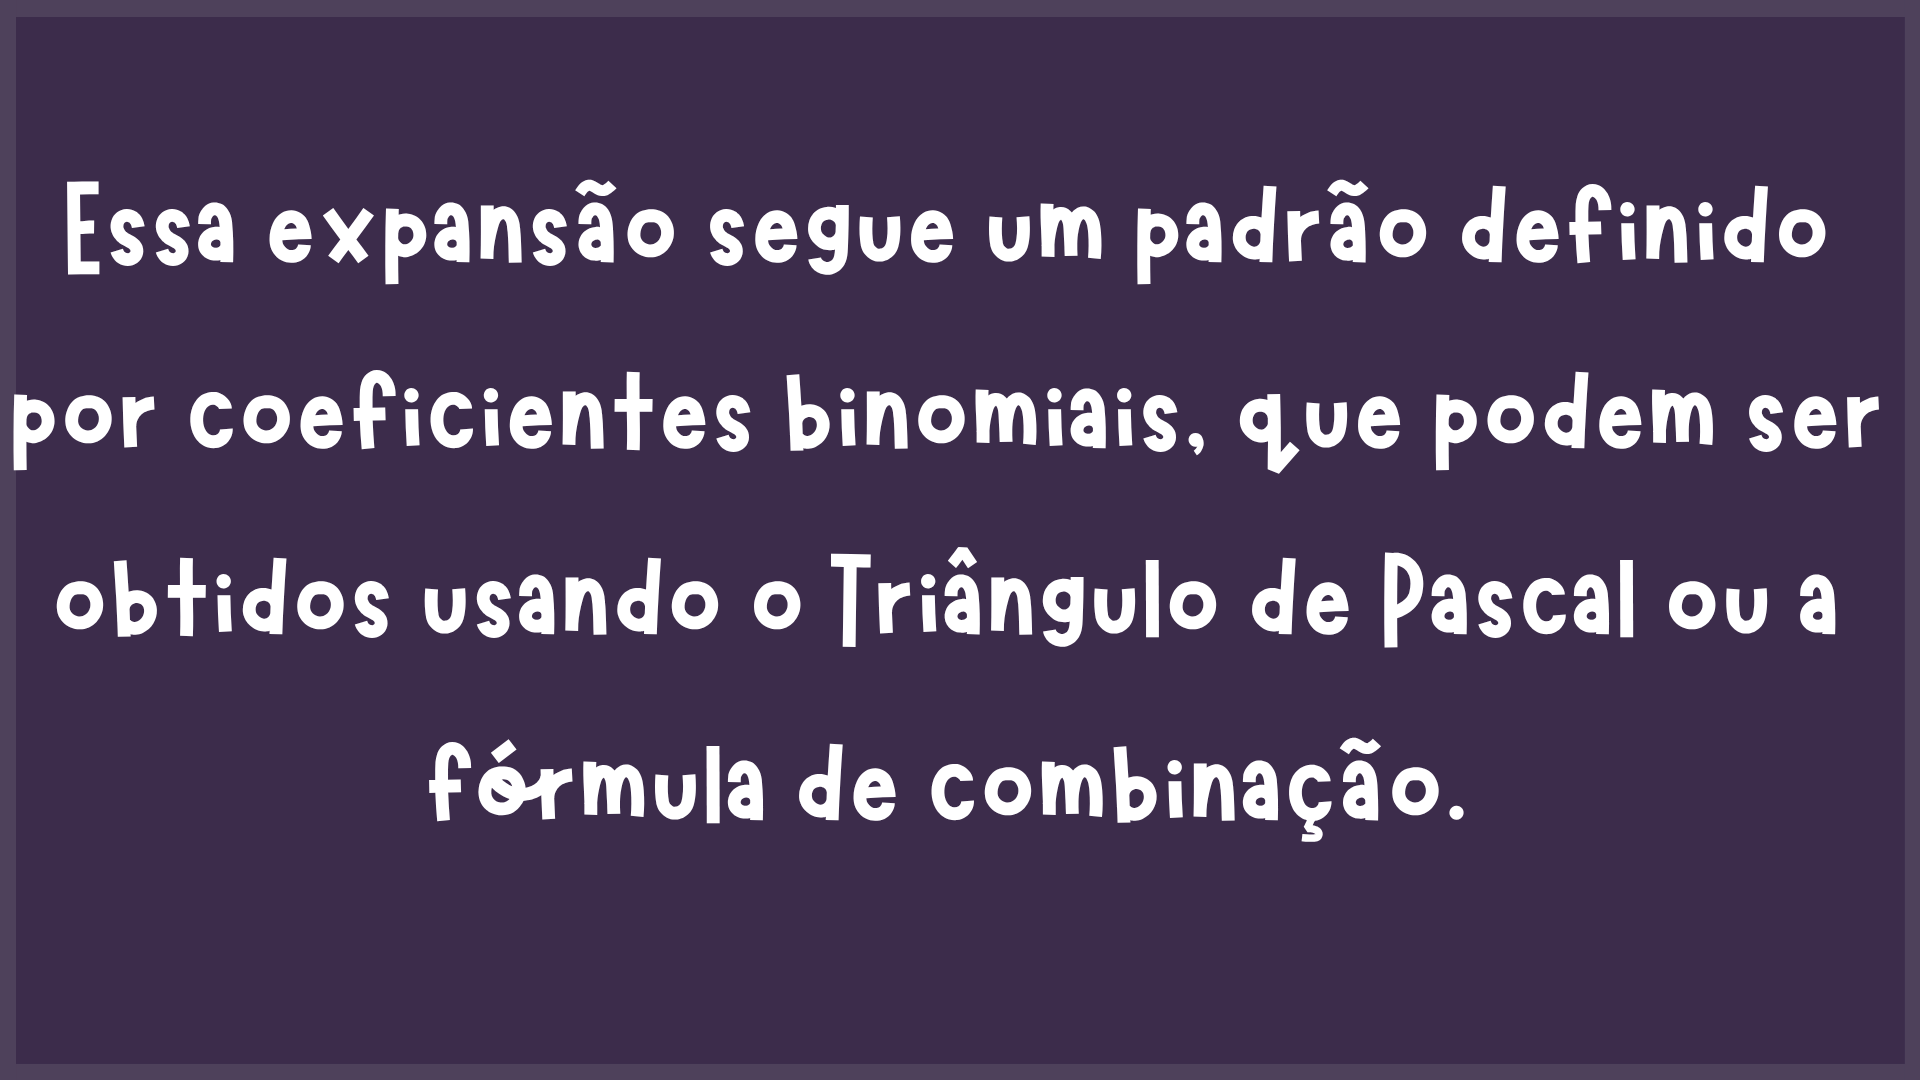 Essa expansão segue um padrão definido
por coeficientes binomiais, que podem ser
obtidos usando o Triângulo de Pascal ou a
fórmula de combinação.